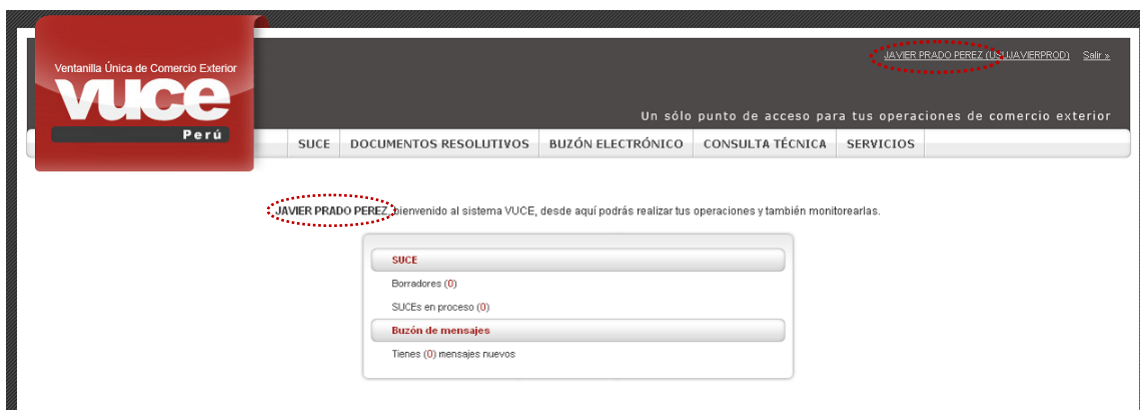 Ventanilla Única de Comercio Exterior
vuce
Perú
JAVIER PRADO PEREZ (USUJAVIERPROD) Salir »
Un sólo punto de acceso para tus operaciones de comercio exterior
SUCE DOCUMENTOS RESOLUTIVOS BUZÓN ELECTRÓNICO CONSULTA TÉCNICA SERVICIOS
JAVIER PRADO PEREZ, bienvenido al sistema VUCE, desde aquí podrás realizar tus operaciones y también monitorearlas.
SUCE
Borradores (0)
SUCEs en proceso (0)
Buzón de mensajes
Tienes (0) mensajes nuevos